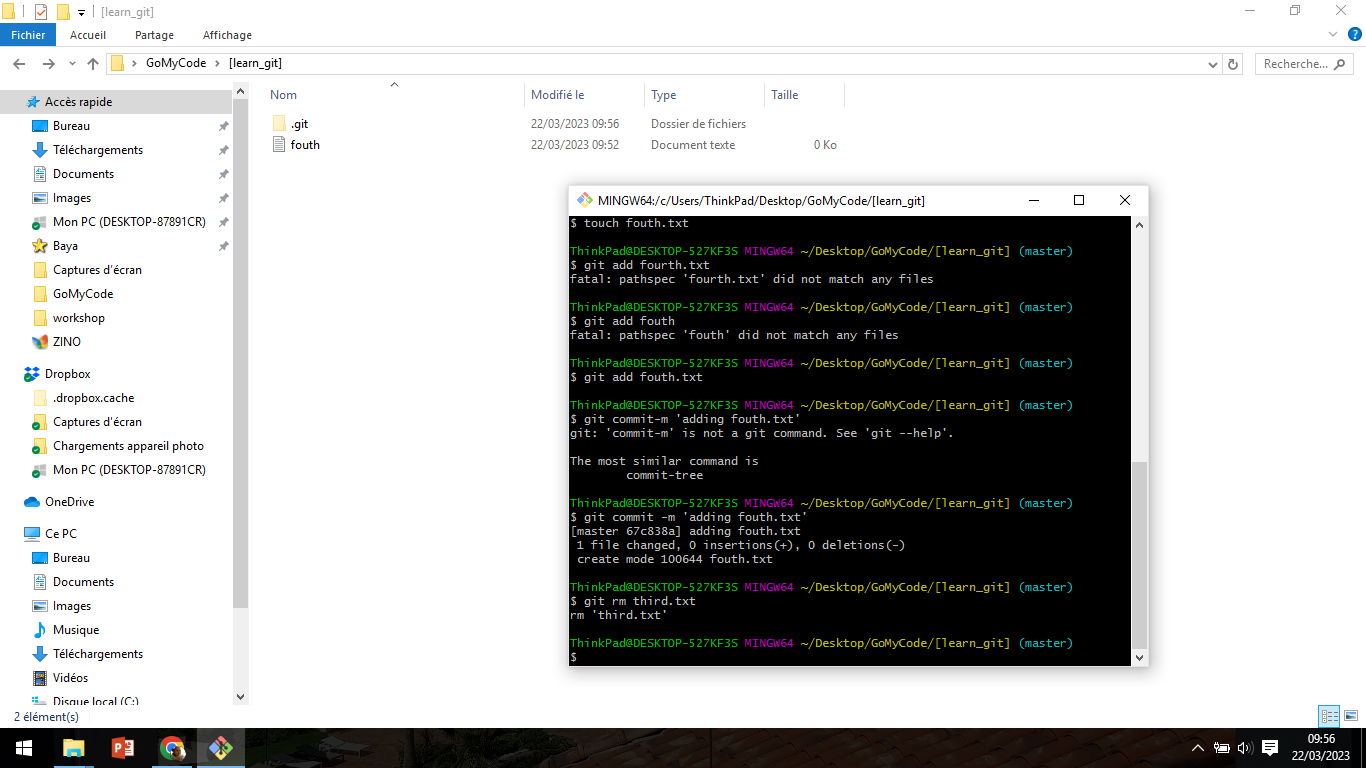 [learn_git]
Fichier Accueil Partage Affichage
GoMyCode [learn_git]
Recherche...
Nom Modifié le Type Taille
.git 22/03/2023 09:56 Dossier de fichiers
fouth 22/03/2023 09:52 Document texte 0 Ko
Accès rapide
Bureau
Téléchargements
Documents
Images
Mon PC (DESKTOP-87891CR)
Baya
Captures d'écran
GoMyCode
workshop
ZINO
Dropbox
.dropbox.cache
Captures d'écran
Chargements appareil photo
Mon PC (DESKTOP-87891CR)
OneDrive
Ce PC
Bureau
Documents
Images
Musique
Téléchargements
Vidéos
Disque local (C:)
2 élément(s)
MINGW64:/c/Users/ThinkPad/Desktop/GoMyCode/[learn_git]
$ touch fouth.txt
ThinkPad@DESKTOP-527KF3S MINGW64 ~/Desktop/GoMyCode/[learn_git] (master)
$ git add fourth.txt
fatal: pathspec 'fourth.txt' did not match any files
ThinkPad@DESKTOP-527KF3S MINGW64 ~/Desktop/GoMyCode/[learn_git] (master)
$ git add fouth
fatal: pathspec 'fouth' did not match any files
ThinkPad@DESKTOP-527KF3S MINGW64 ~/Desktop/GoMyCode/[learn_git] (master)
$ git add fouth.txt
ThinkPad@DESKTOP-527KF3S MINGW64 ~/Desktop/GoMyCode/[learn_git] (master)
$ git commit-m 'adding fouth.txt'
git: 'commit-m' is not a git command. See 'git --help'.
The most similar command is
commit-tree
ThinkPad@DESKTOP-527KF3S MINGW64 ~/Desktop/GoMyCode/[learn_git] (master)
$ git commit -m 'adding fouth.txt'
[master 67c838a] adding fouth.txt
1 file changed, 0 insertions(+), 0 deletions(-)
create mode 100644 fouth.txt
ThinkPad@DESKTOP-527KF3S MINGW64 ~/Desktop/GoMyCode/[learn_git] (master)
$ git rm third.txt
rm 'third.txt'
ThinkPad@DESKTOP-527KF3S MINGW64 ~/Desktop/GoMyCode/[learn_git] (master)
$
09:56
22/03/2023